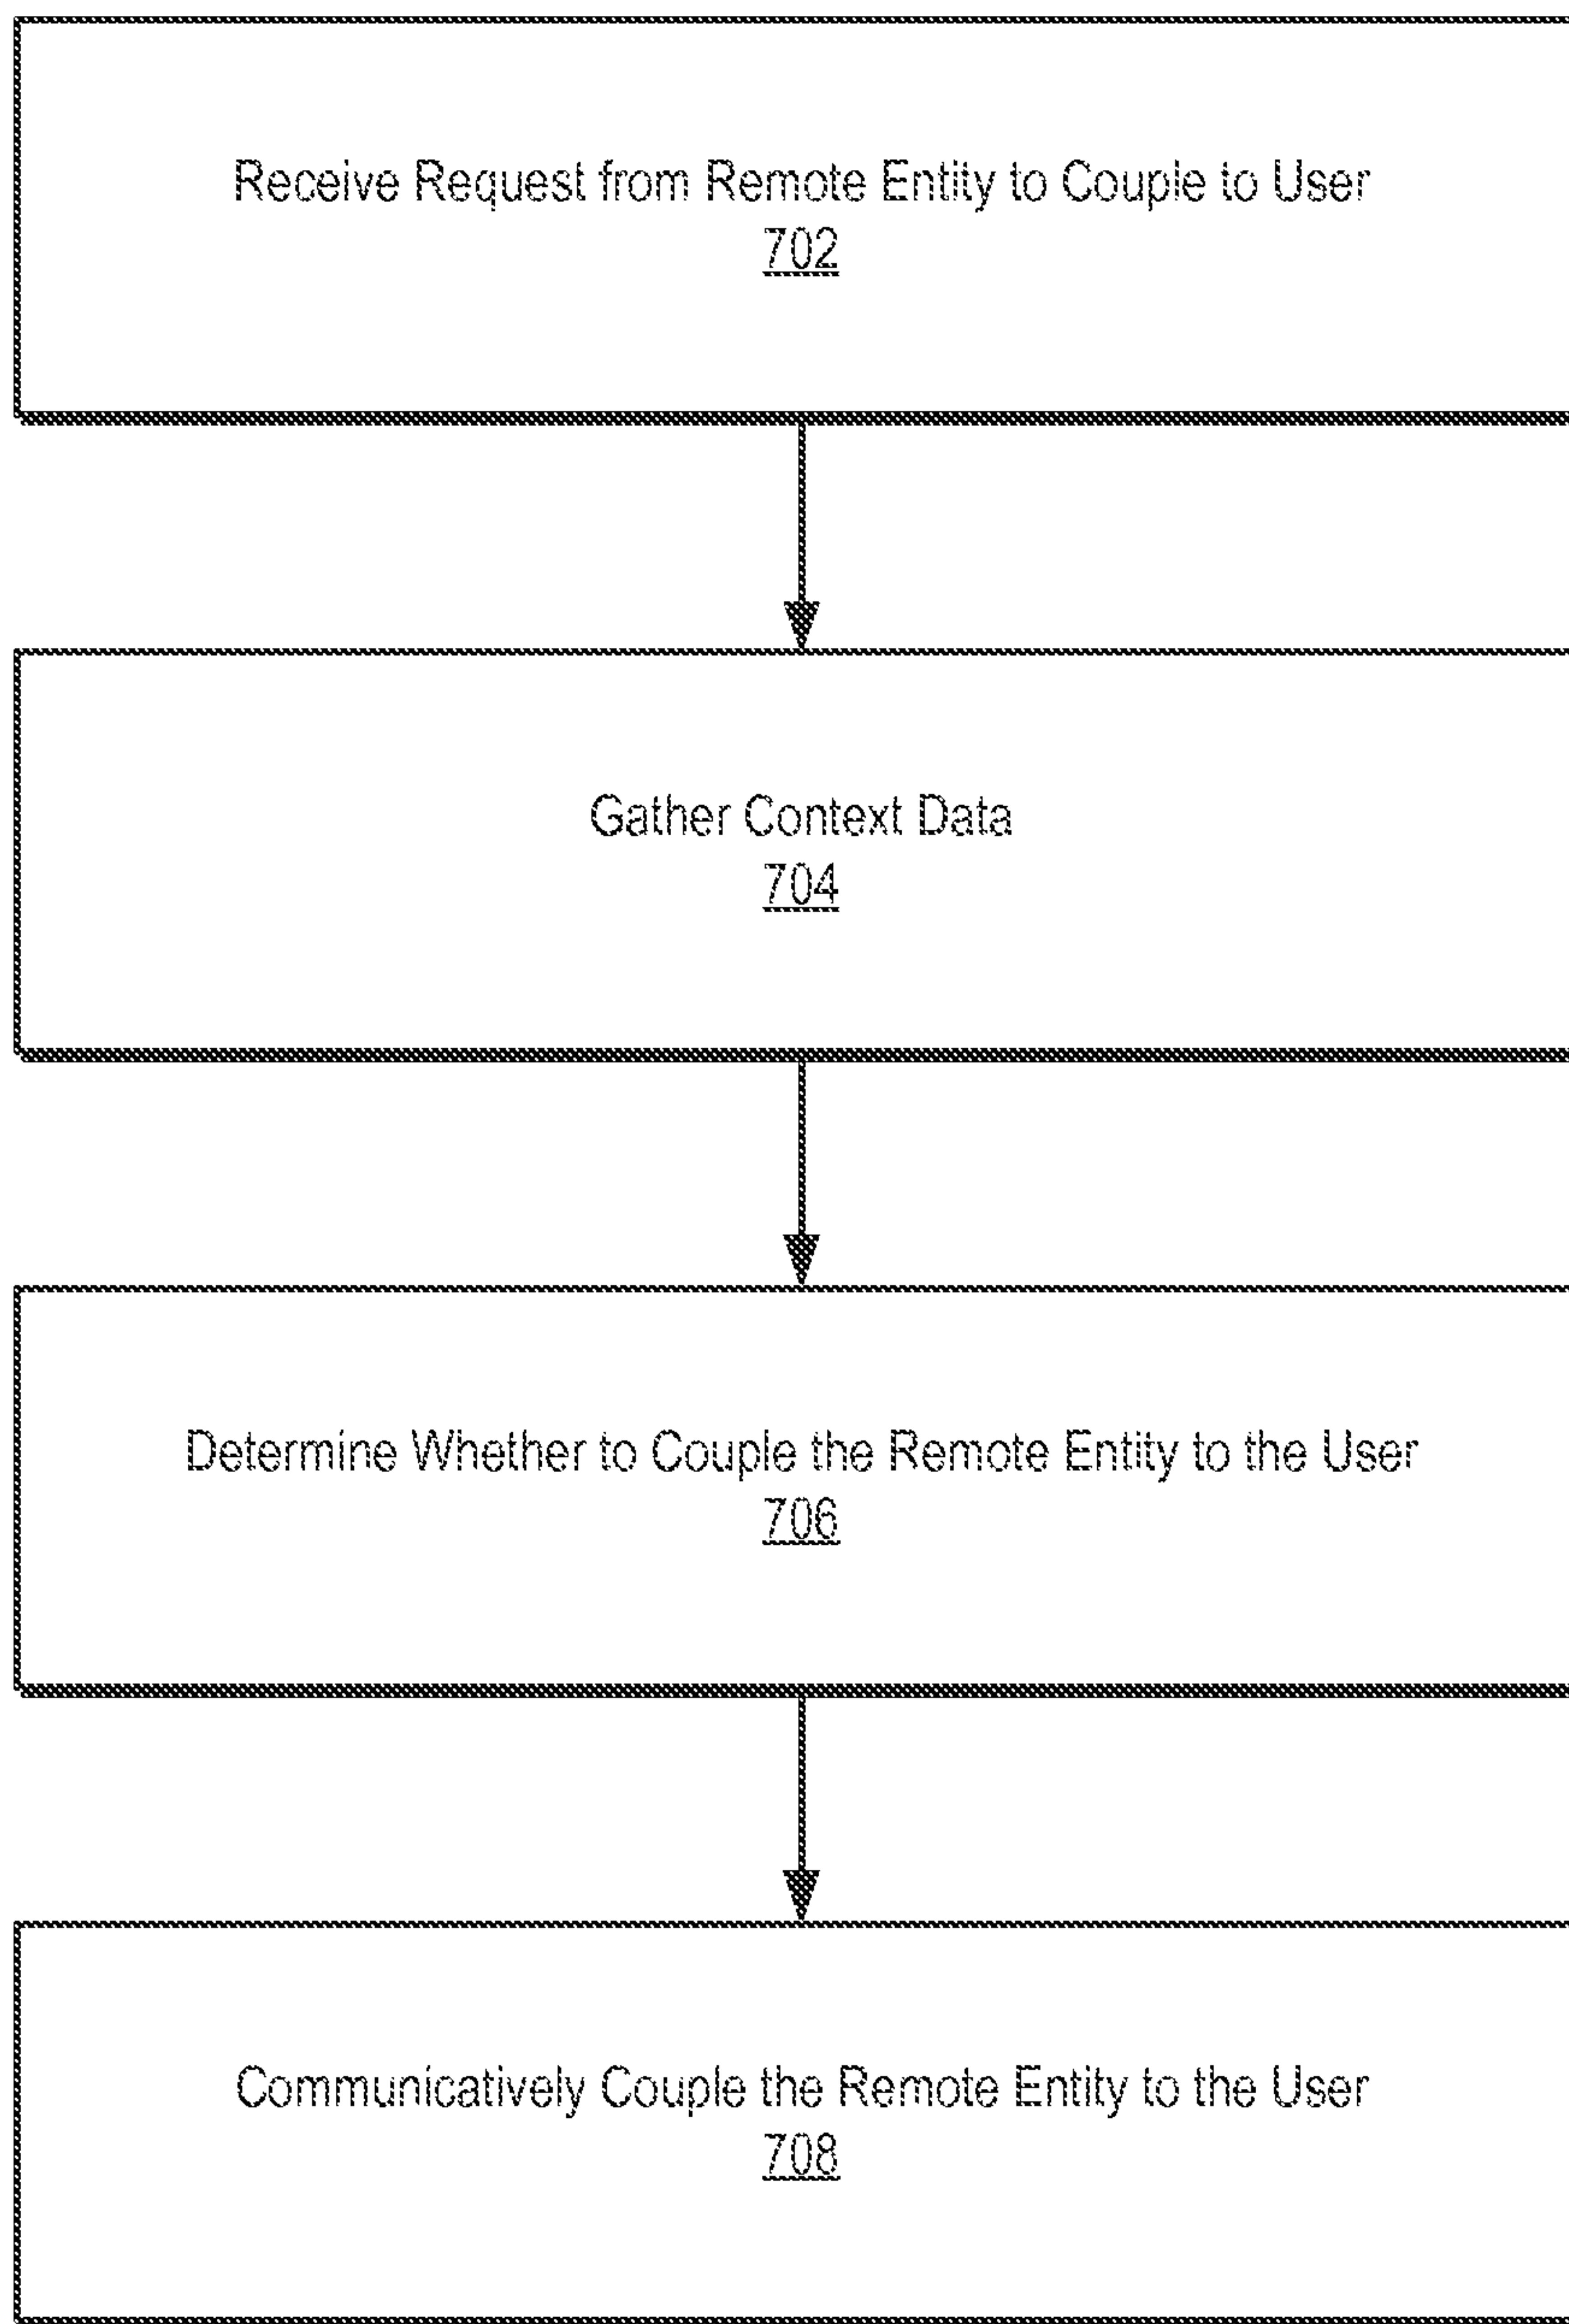 Receive Request from Remote Entity to Couple to User
702
Gather Context Data
704
Determine Whether to Couple the Remote Entity to the User
706
Communicatively Couple the Remote Entity to the User
708